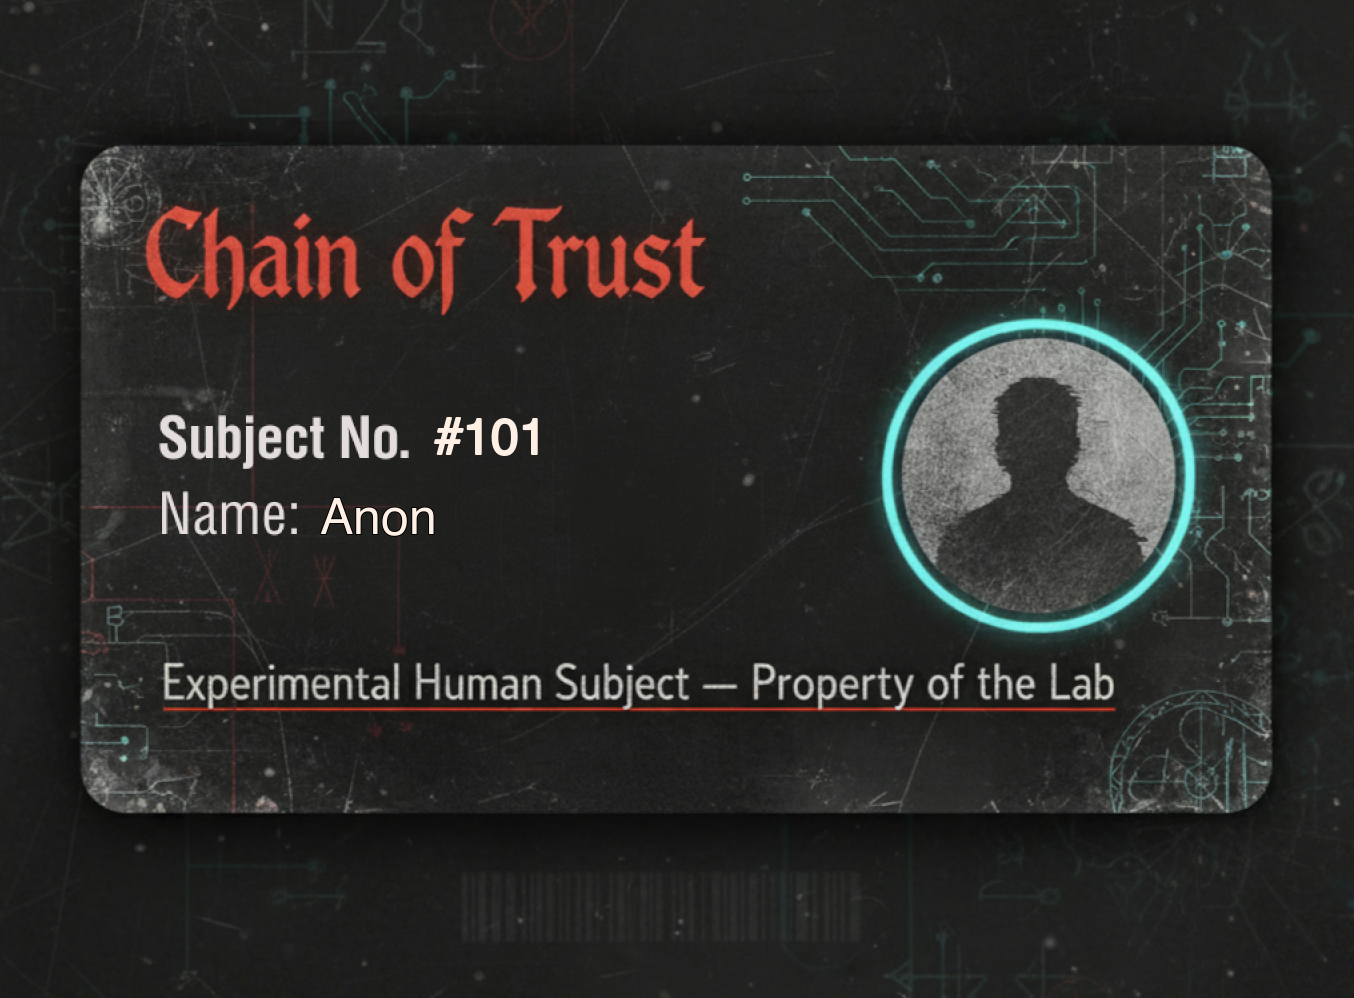 Chain of Trust
Subject No. #101
Name: Anon
Experimental Human Subject — Property of the Lab